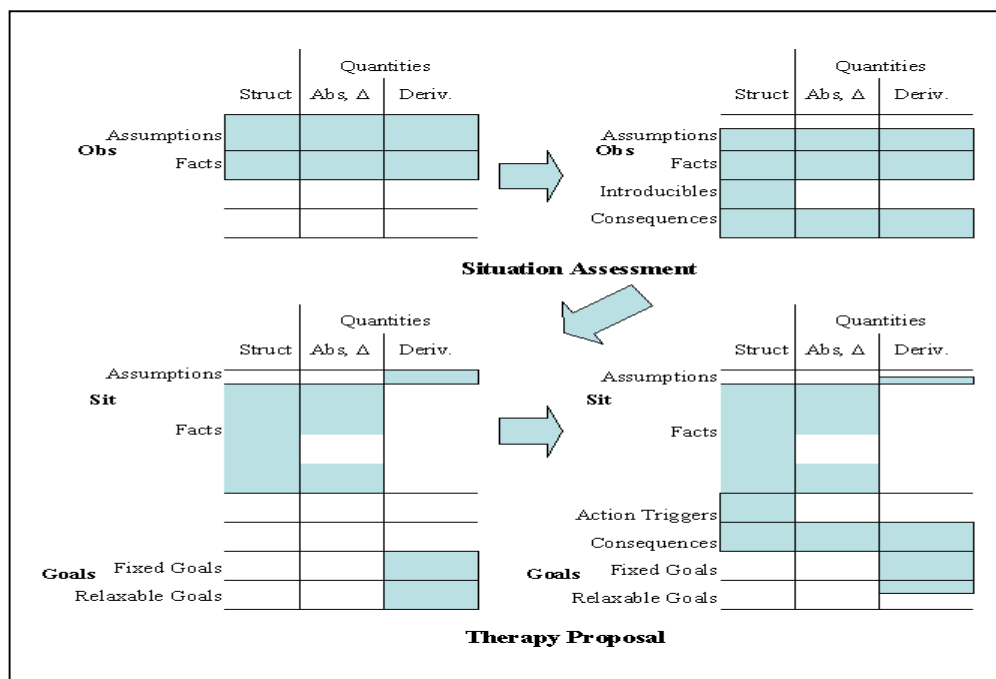 Quantities
Struct Abs, Δ Deriv.
Assumptions
Obs
Facts
Quantities
Struct Abs, Δ Deriv.
Assumptions
Obs
Facts
Introducibles
Consequences
Situation Assessment
Quantities
Struct Abs, Δ Deriv.
Assumptions
Sit
Facts
Goals Fixed Goals
Relaxable Goals
Quantities
Struct Abs, Δ Deriv.
Assumptions
Sit
Facts
Action Triggers
Consequences
Goals Fixed Goals
Relaxable Goals
Therapy Proposal